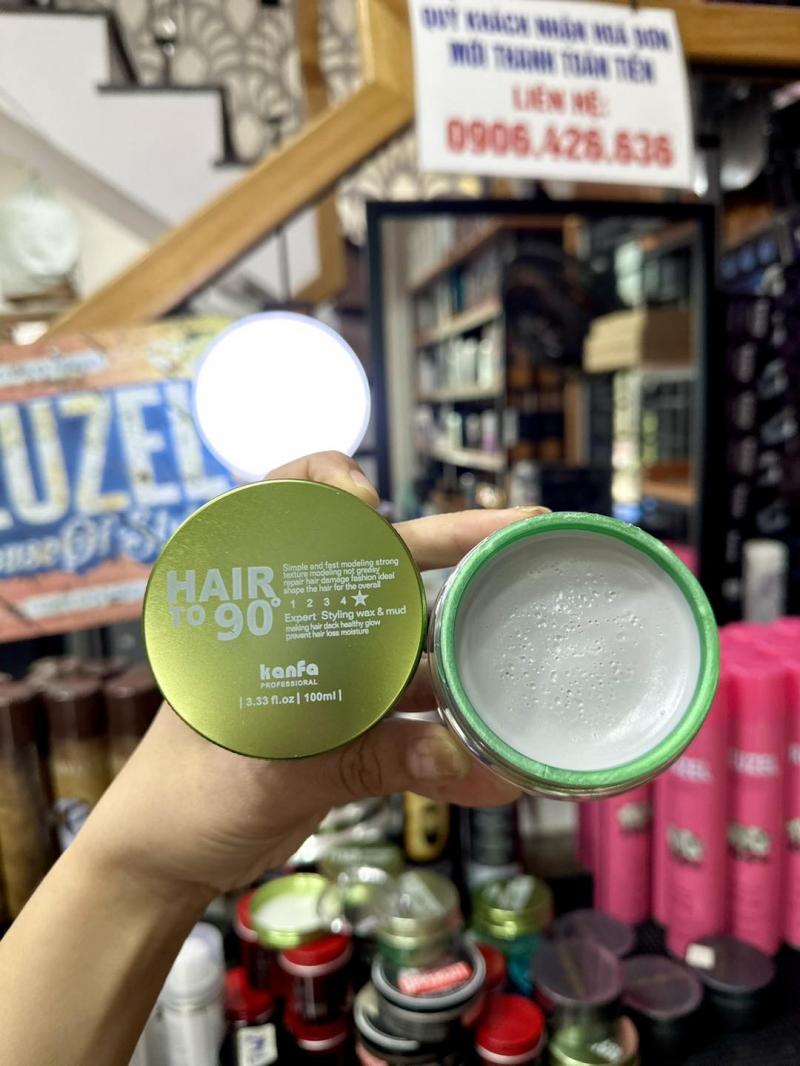 QUÝ KHÁCH NHẬN HOÁ ĐƠN
MỚI THANH TOÁN TIỀN
LIÊN HỆ:
0906.426.636
UZEL
HAIR
TO 90°
Simple and fast modeling strong
texture modeling not greasy
repair hair damage fashion ideal
shape the hair for the overall
1 2 3 4
Expert Styling wax & mud
making hair dack healthy glow
prevent hair loss moisture
kanfa
PROFESSIONAL
| 3.33 fl.oz | 100ml |